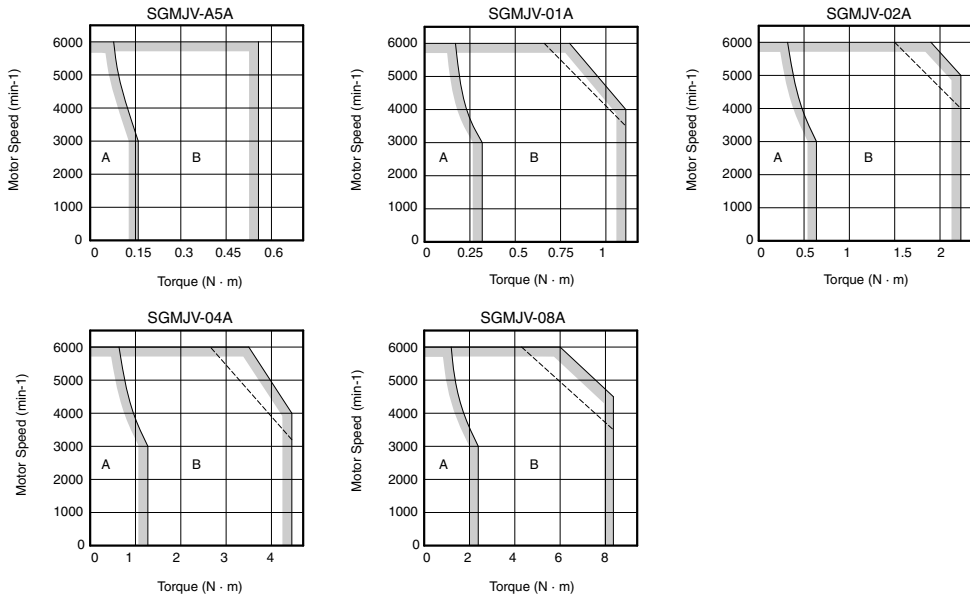 SGMJV-A5A
Motor Speed (min-1)
6000
5000
4000
3000
2000
1000
0
A
B
0 0.15 0.3 0.45 0.6
Torque (N · m)
SGMJV-01A
Motor Speed (min-1)
6000
5000
4000
3000
2000
1000
0
A
B
0 0.25 0.5 0.75 1
Torque (N · m)
SGMJV-02A
Motor Speed (min-1)
6000
5000
4000
3000
2000
1000
0
A
B
0 0.5 1 1.5 2
Torque (N · m)
SGMJV-04A
Motor Speed (min-1)
6000
5000
4000
3000
2000
1000
0
A
B
0 1 2 3 4
Torque (N · m)
SGMJV-08A
Motor Speed (min-1)
6000
5000
4000
3000
2000
1000
0
A
B
0 2 4 6 8
Torque (N · m)